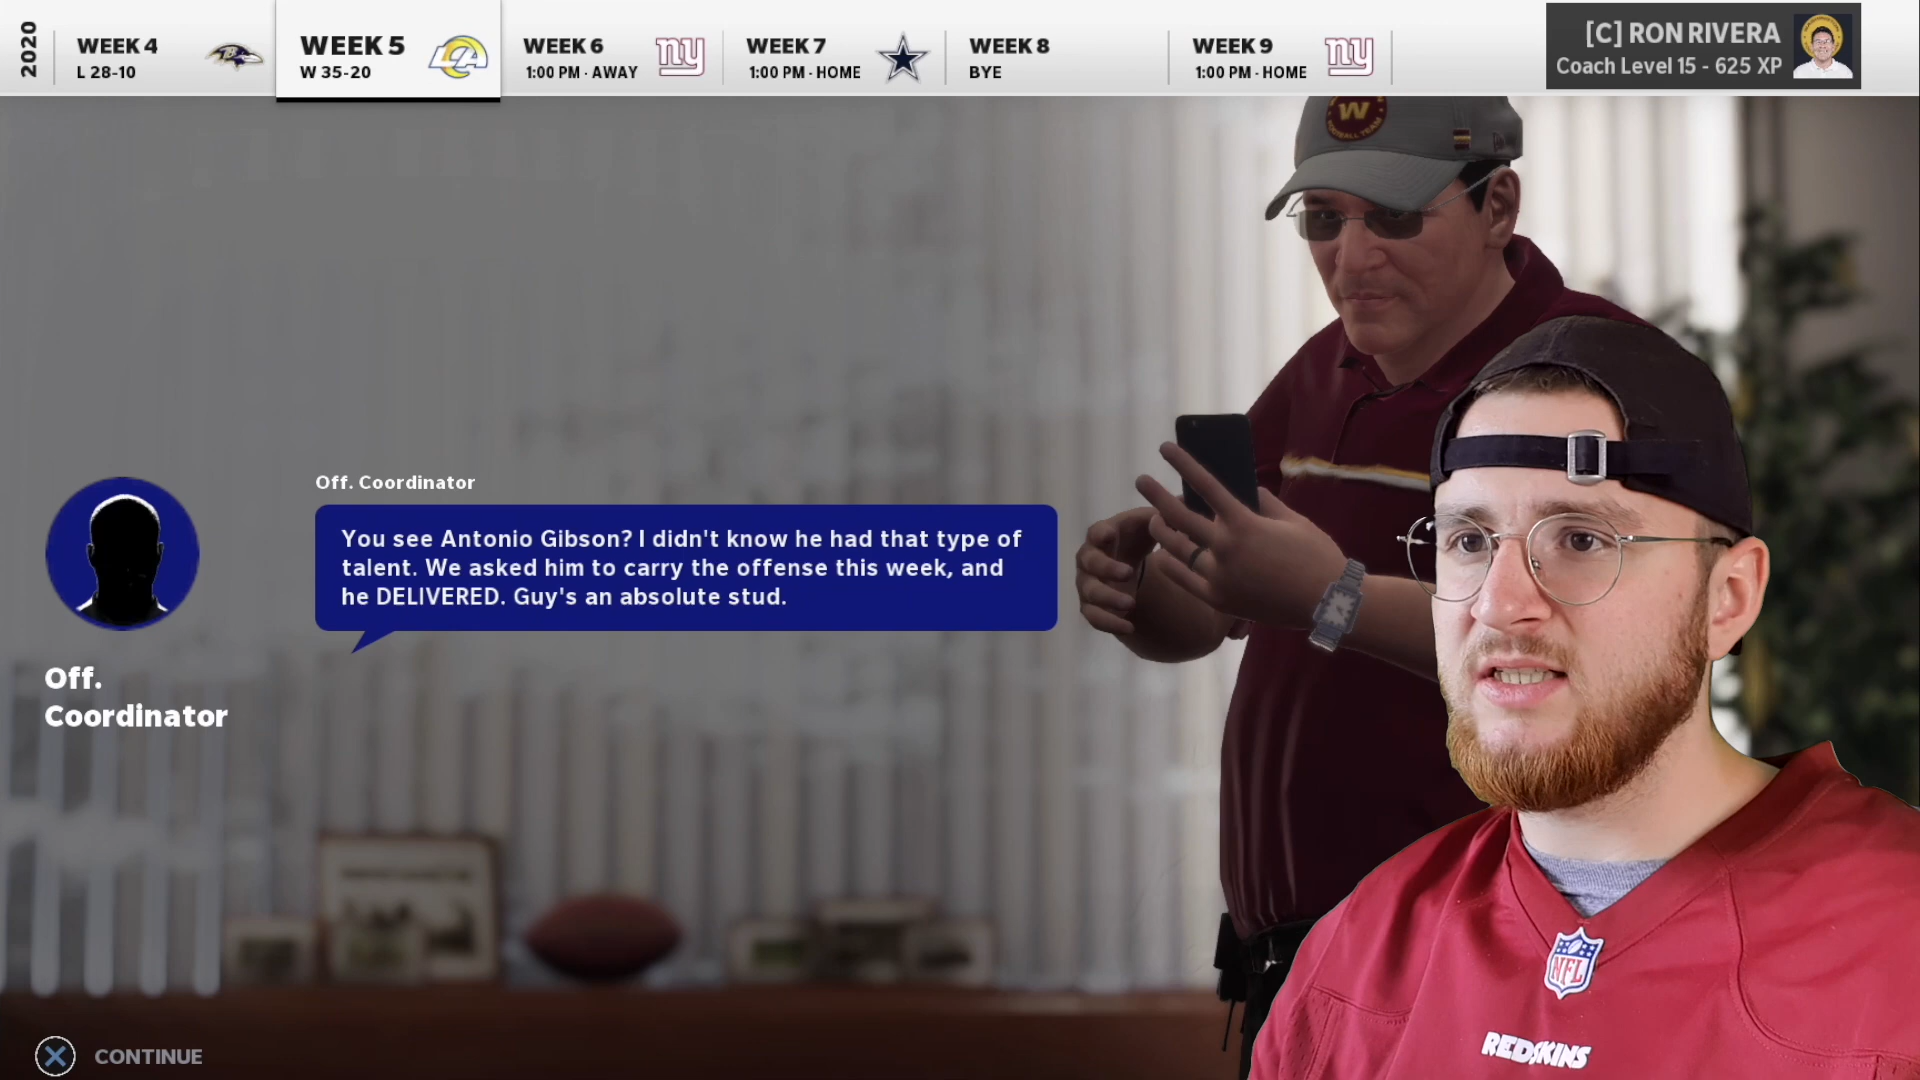 2020
WEEK 4
L 28-10
WEEK 5
W 35-20
WEEK 6
1:00 PM · AWAY
ny
WEEK 7
1:00 PM · HOME
WEEK 8
BYE
WEEK 9
1:00 PM · HOME
ny
[C] RON RIVERA
Coach Level 15 - 625 XP
W
Off. Coordinator
You see Antonio Gibson? I didn't know he had that type of
talent. We asked him to carry the offense this week, and
he DELIVERED. Guy's an absolute stud.
Off.
Coordinator
NFL
REDSKINS
CONTINUE